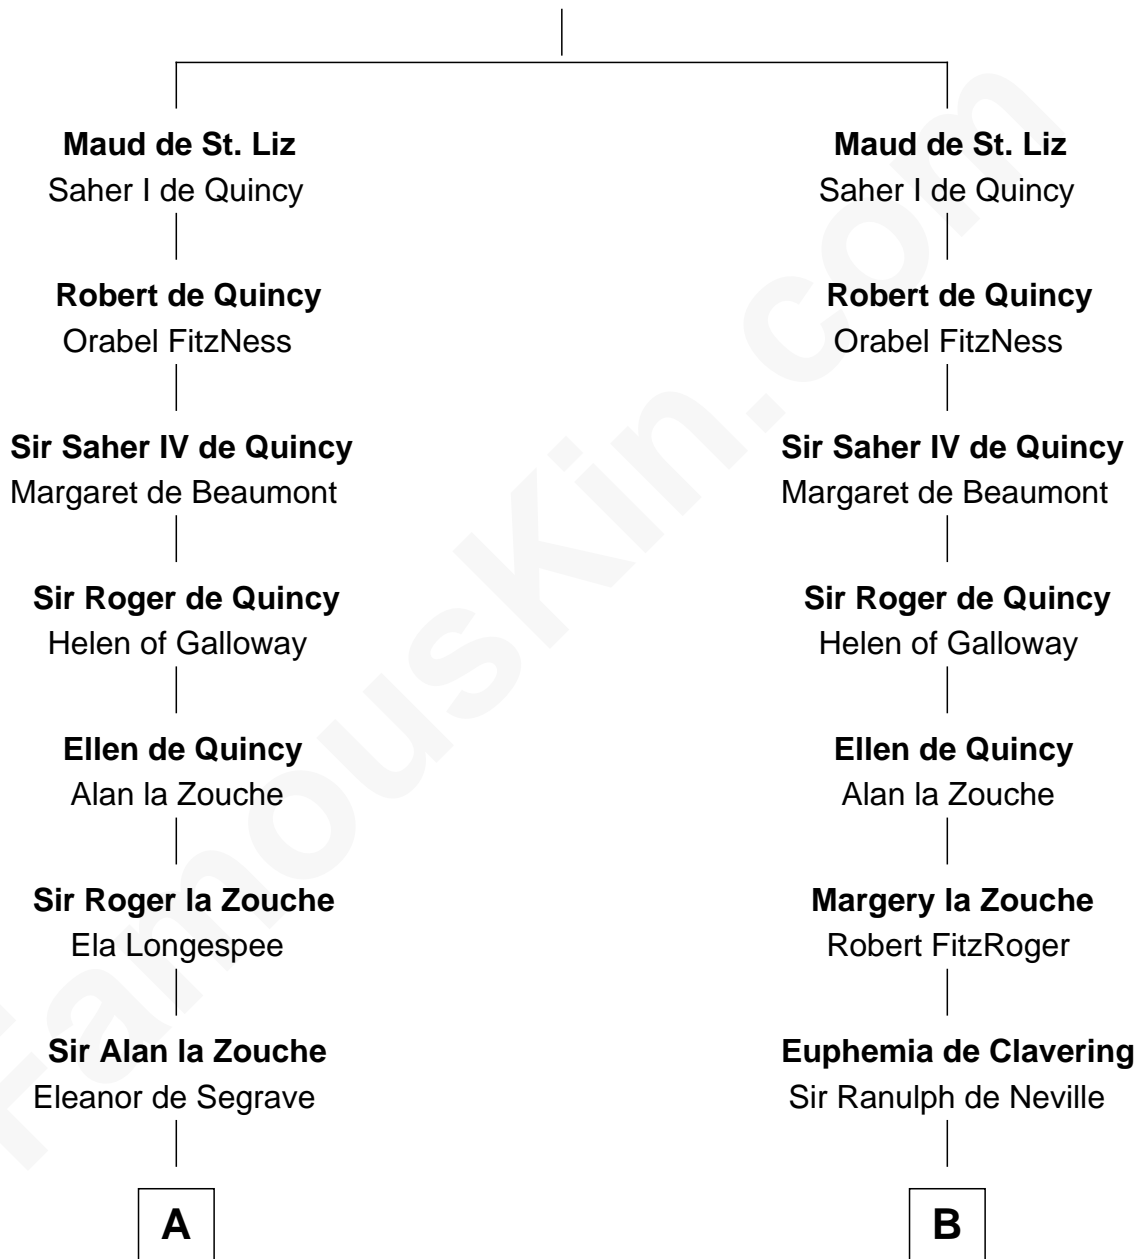 Maud de St. Liz
Saher I de Quincy
Robert de Quincy
Orabel FitzNess
Sir Saher IV de Quincy
Margaret de Beaumont
Sir Roger de Quincy
Helen of Galloway
Ellen de Quincy
Alan la Zouche
Sir Roger la Zouche
Ela Longespee
Sir Alan la Zouche
Eleanor de Segrave
A
Maud de St. Liz
Saher I de Quincy
Robert de Quincy
Orabel FitzNess
Sir Saher IV de Quincy
Margaret de Beaumont
Sir Roger de Quincy
Helen of Galloway
Ellen de Quincy
Alan la Zouche
Margery la Zouche
Robert FitzRoger
Euphemia de Clavering
Sir Ranulph de Neville
B
FamousKin.com